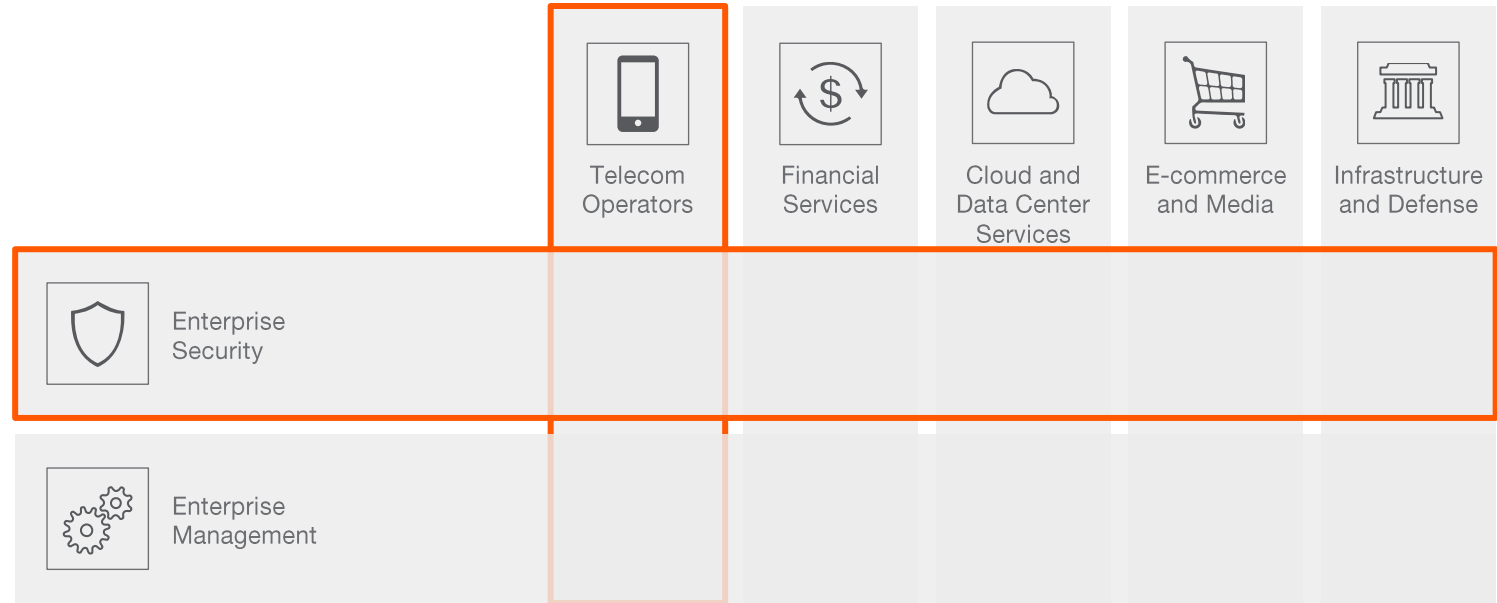 $
Telecom
Operators
Financial
Services
Cloud and
Data Center
Services
E-commerce
and Media
Infrastructure
and Defense
Enterprise
Security
Enterprise
Management